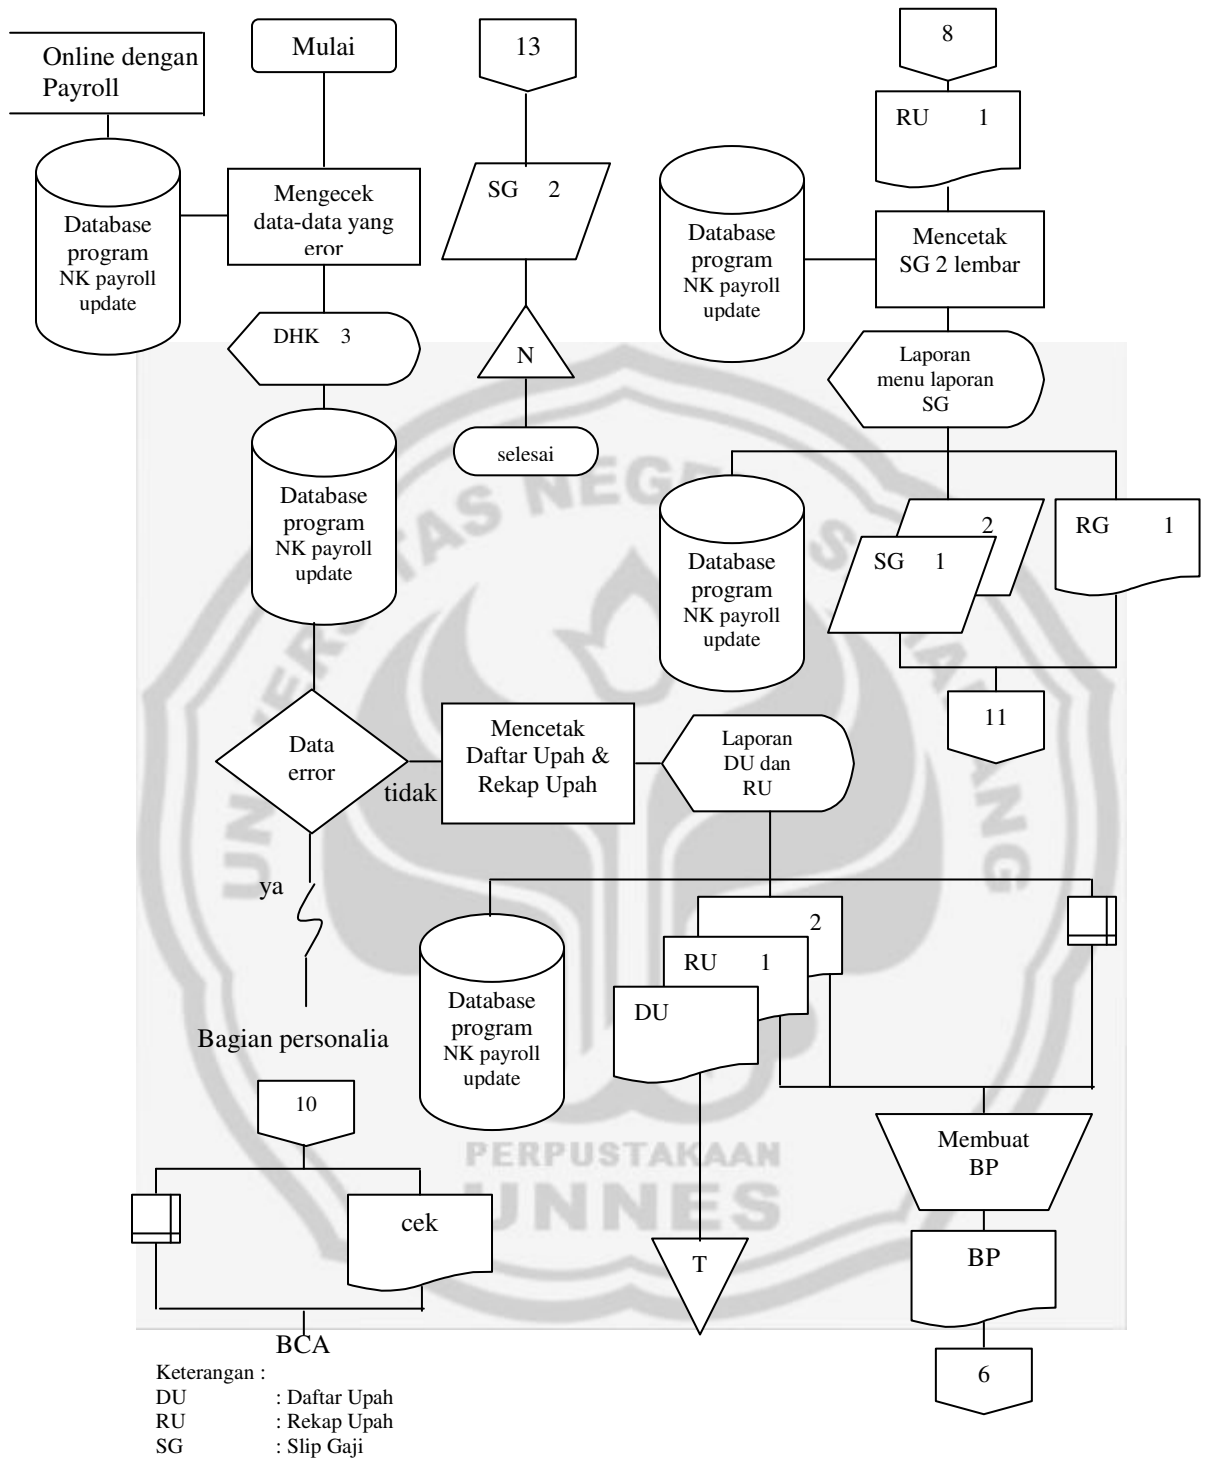 Online dengan
Payroll
Mulai
13
8
RU 1
Database
program
NK payroll
update
Mengecek
data-data yang
eror
SG 2
Database
program
NK payroll
update
Mencetak
SG 2 lembar
DHK 3
N
Laporan
menu laporan
SG
selesai
Database
program
NK payroll
update
Database
program
NK payroll
update
2
SG 1
RG 1
11
Data
error
tidak
ya
Mencetak
Daftar Upah &
Rekap Upah
Laporan
DU dan
RU
Bagian personalia
Database
program
NK payroll
update
2
RU 1
DU
10
cek
BCA
T
Membuat
BP
BP
6
UNIVERSITAS NEGERI SEMARANG
PERPUSTAKAAN
UNNES
Keterangan :
DU : Daftar Upah
RU : Rekap Upah
SG : Slip Gaji